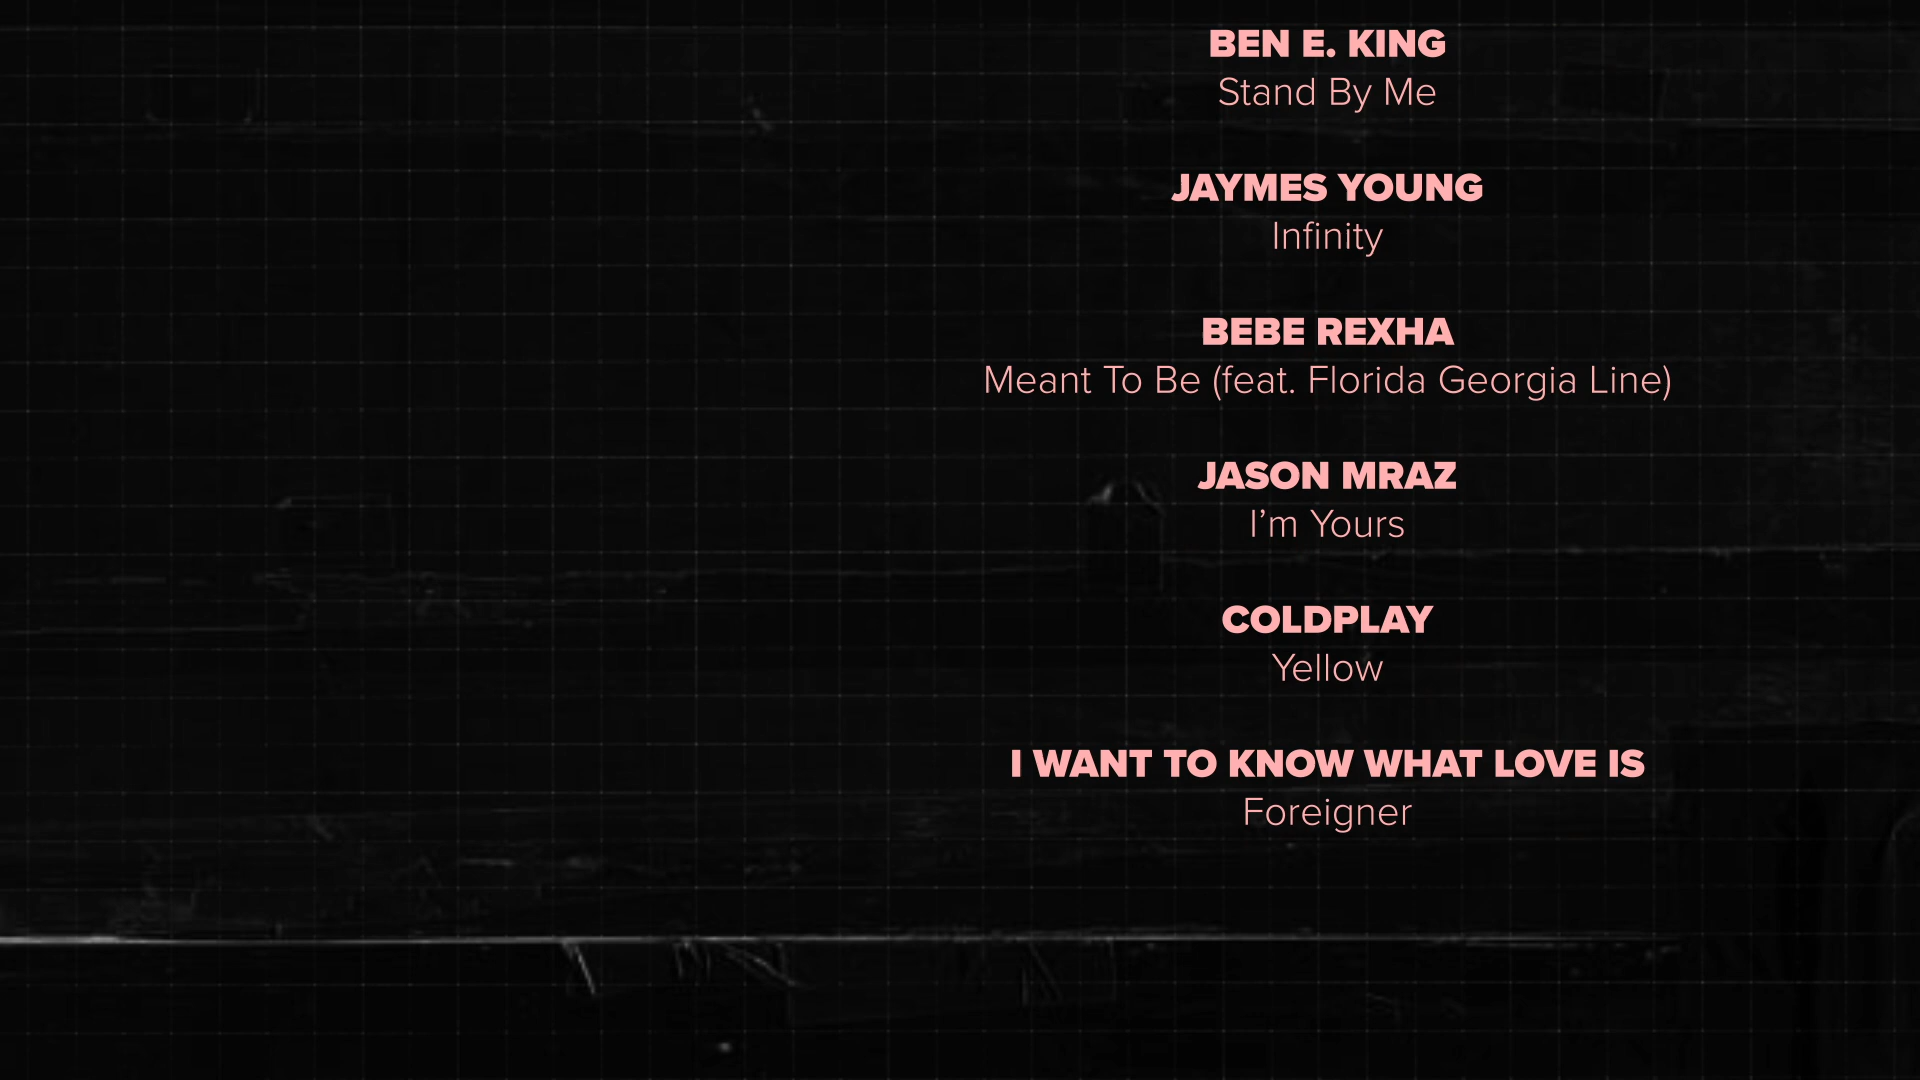 BEN E. KING
Stand By Me
JAYMES YOUNG
Infinity
BEBE REXHA
Meant To Be (feat. Florida Georgia Line)
JASON MRAZ
I’m Yours
COLDPLAY
Yellow
I WANT TO KNOW WHAT LOVE IS
Foreigner